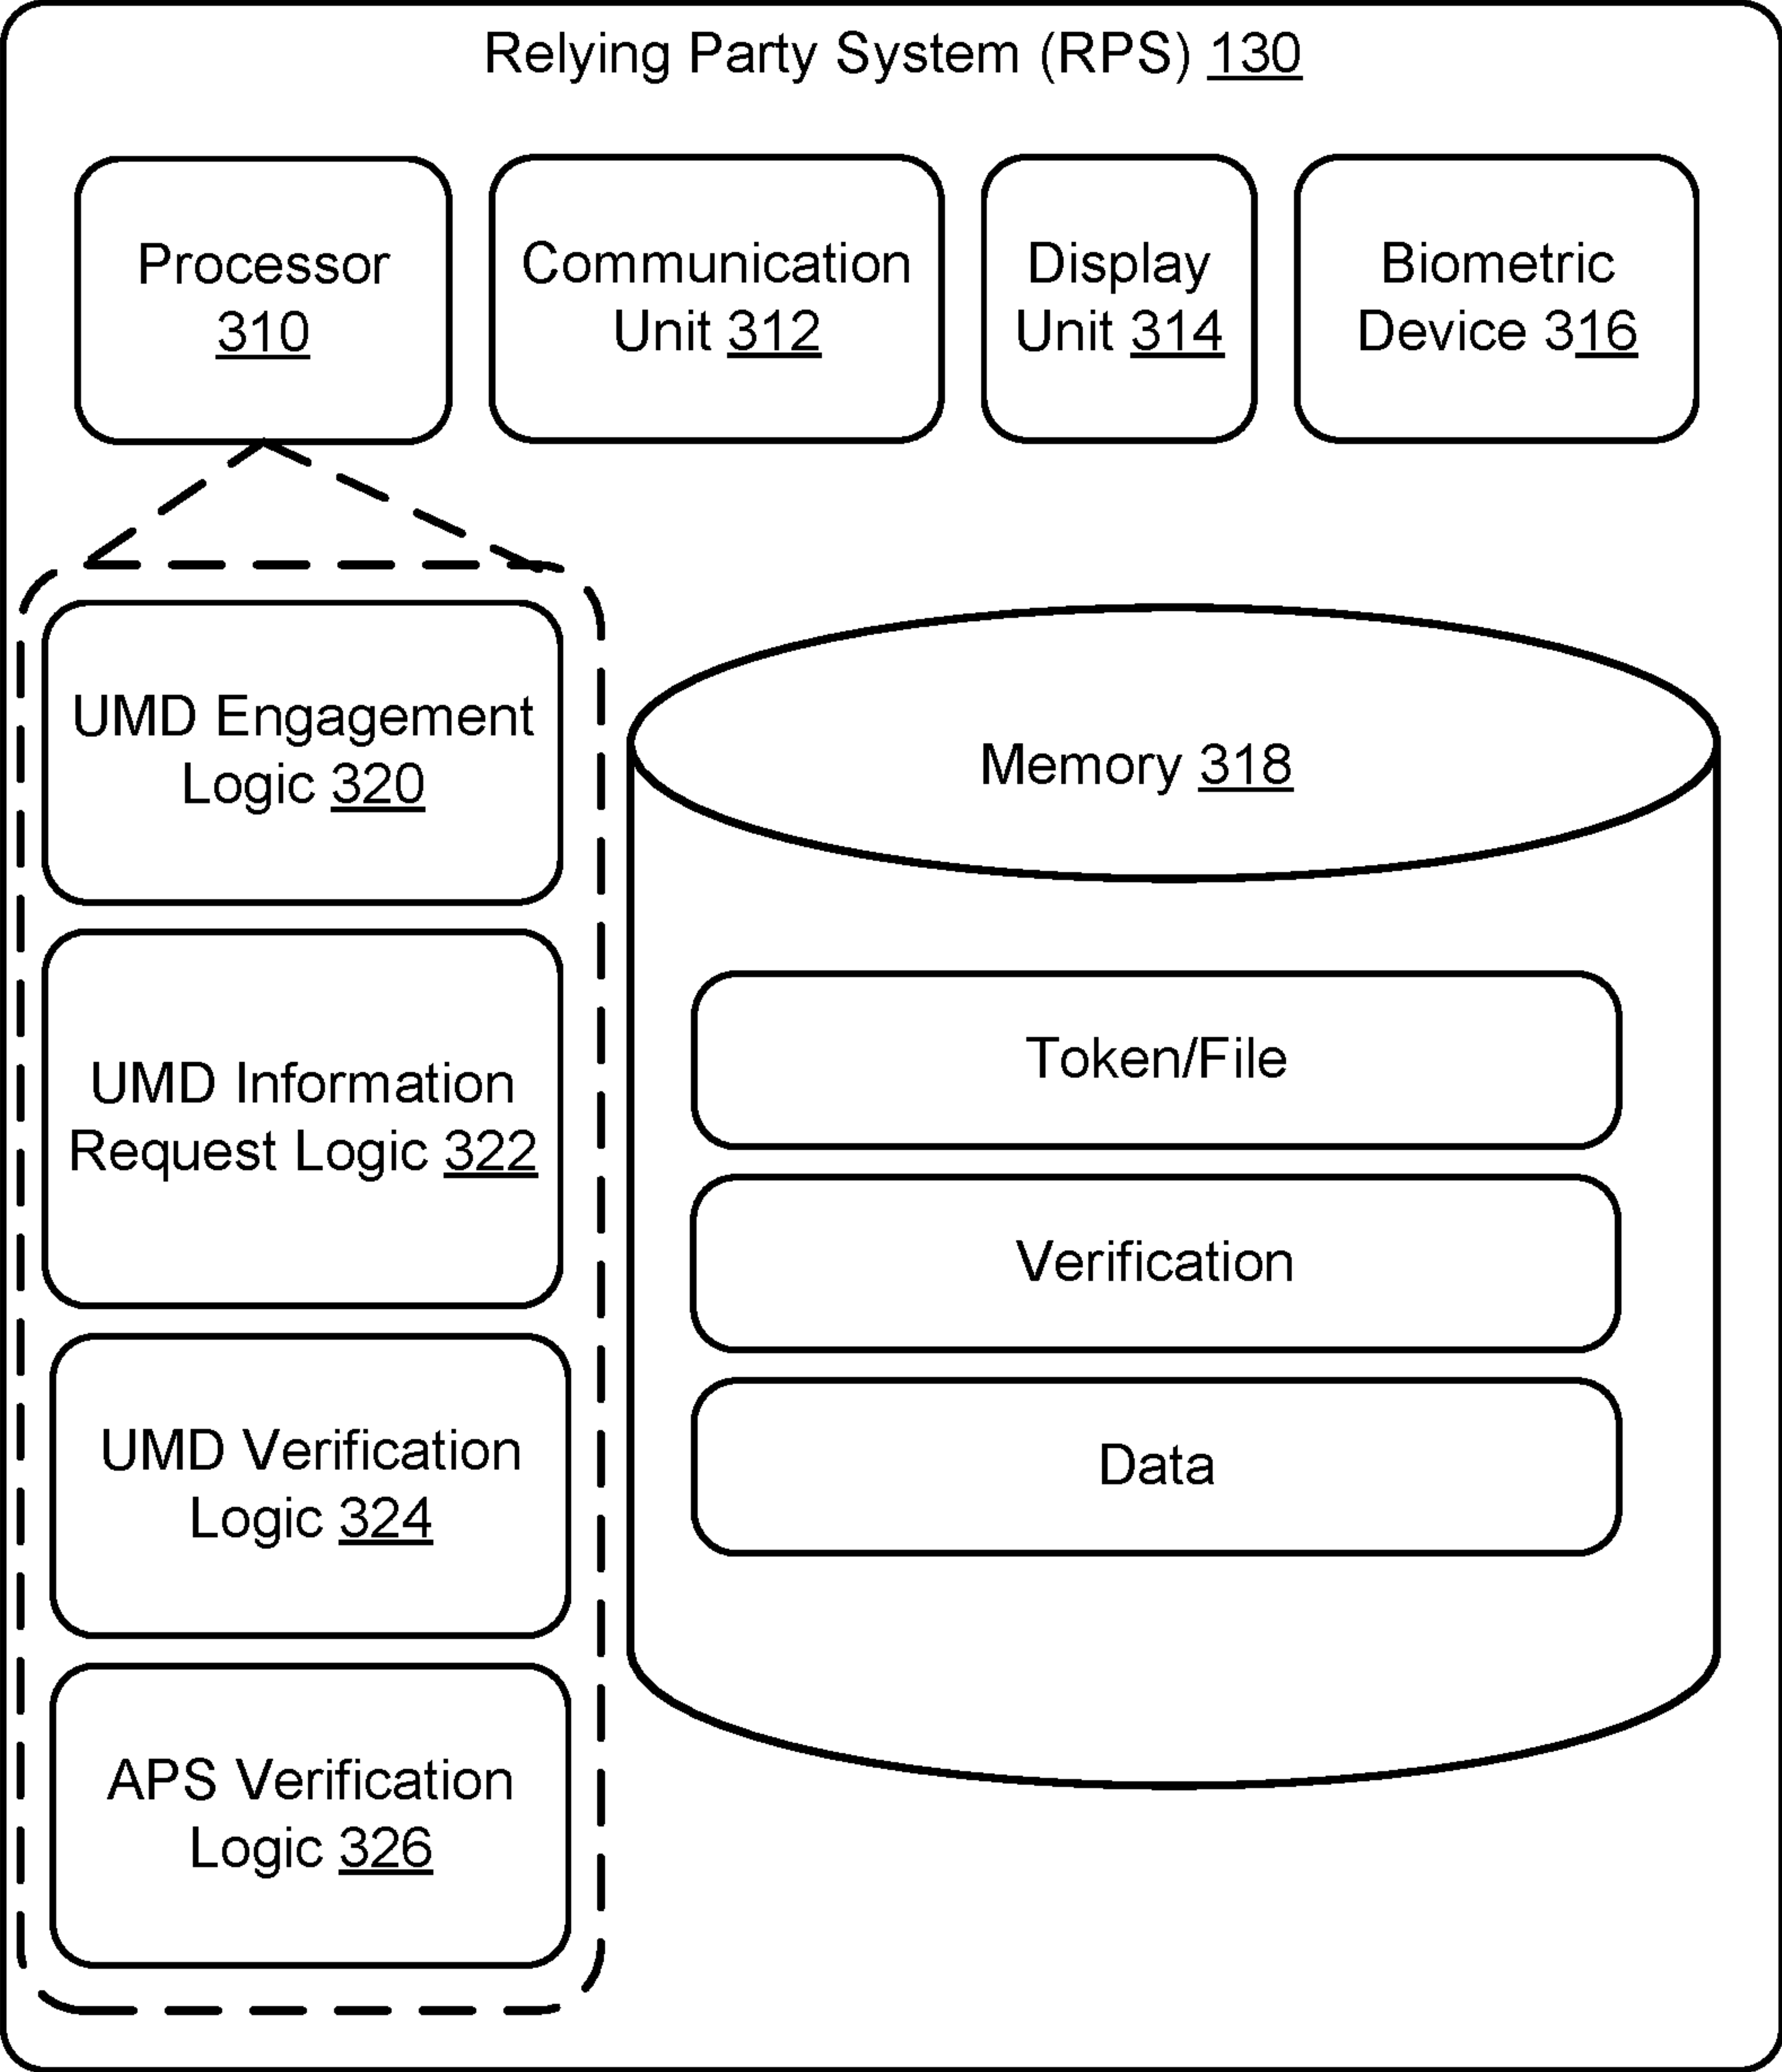 Relying Party System (RPS) 130
Processor
310
Communication
Unit 312
Display
Unit 314
Biometric
Device 316
UMD Engagement
Logic 320
UMD Information
Request Logic 322
UMD Verification
Logic 324
APS Verification
Logic 326
Memory 318
Token/File
Verification
Data